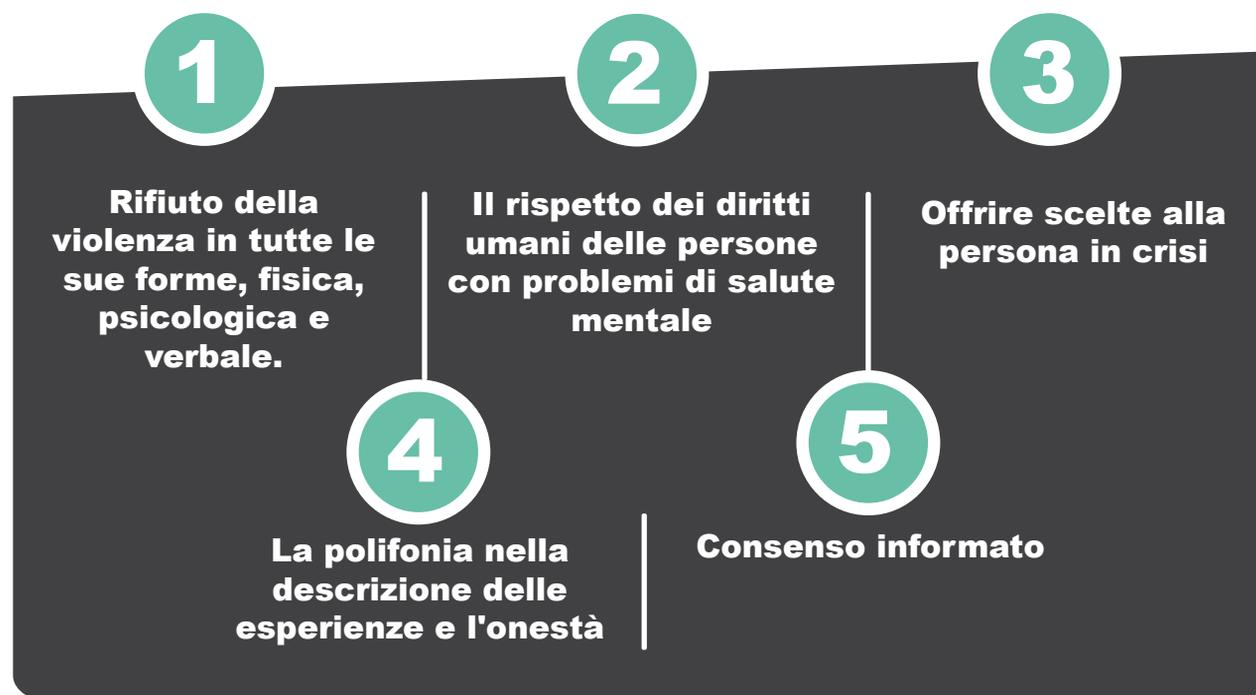 1
Rifiuto della
violenza in tutte le
sue forme, fisica,
psicologica e
verbale.
2
Il rispetto dei diritti
umani delle persone
con problemi di salute
mentale
3
Offrire scelte alla
persona in crisi
4
La polifonia nella
descrizione delle
esperienze e l'onestà
5
Consenso informato